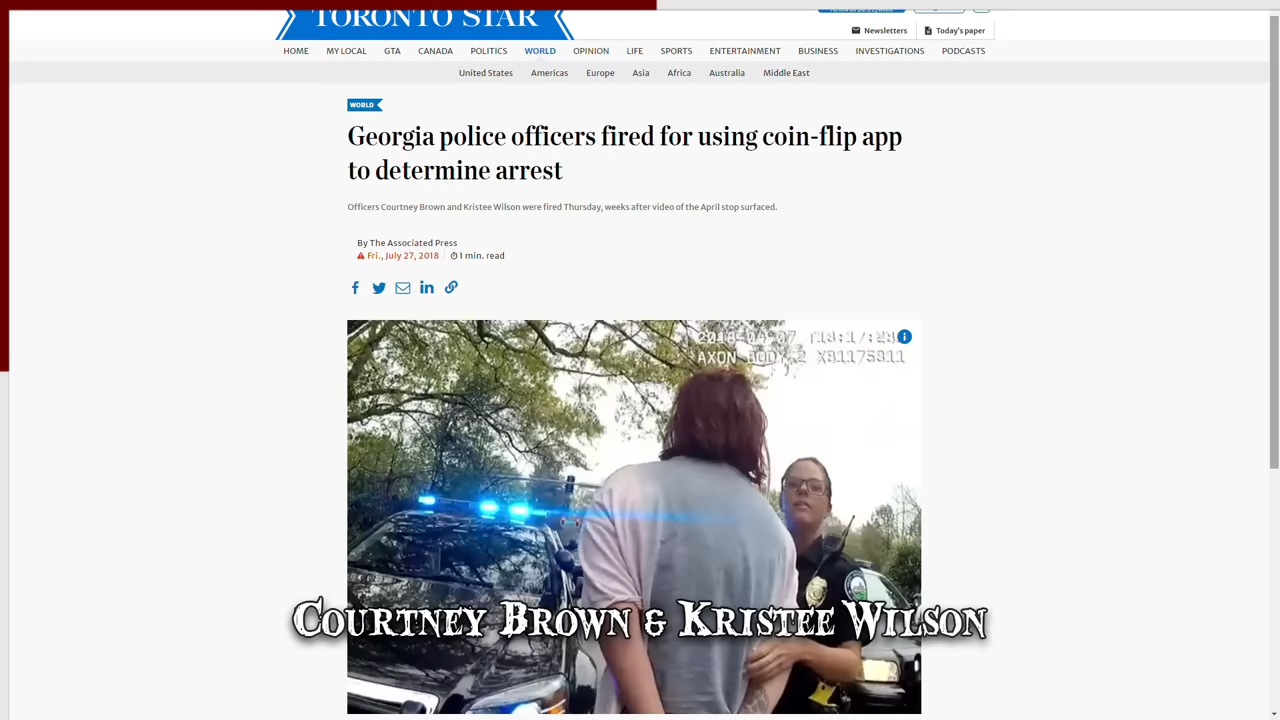 TORONTO STAR
Newsletters
Today's paper
HOME MY LOCAL GTA CANADA POLITICS WORLD OPINION LIFE SPORTS ENTERTAINMENT BUSINESS INVESTIGATIONS PODCASTS
United States Americas Europe Asia Africa Australia Middle East
WORLD
Georgia police officers fired for using coin-flip app
to determine arrest
Officers Courtney Brown and Kristee Wilson were fired Thursday, weeks after video of the April stop surfaced.
By The Associated Press
Fri., July 27, 2018 1 min. read
AXON BODY 2 X81175811
COURTNEY BROWN & KRISTEE WILSON